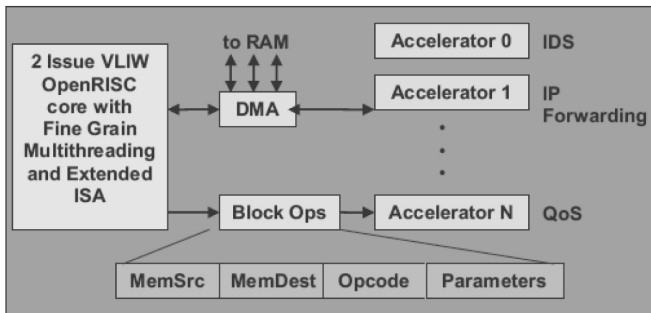 2 Issue VLIW
OpenRISC
core with
Fine Grain
Multithreading
and Extended
ISA
to RAM
DMA
Block Ops
Accelerator 0
IDS
Accelerator 1
IP
Forwarding
Accelerator N
QoS
MemSrc
MemDest
Opcode
Parameters